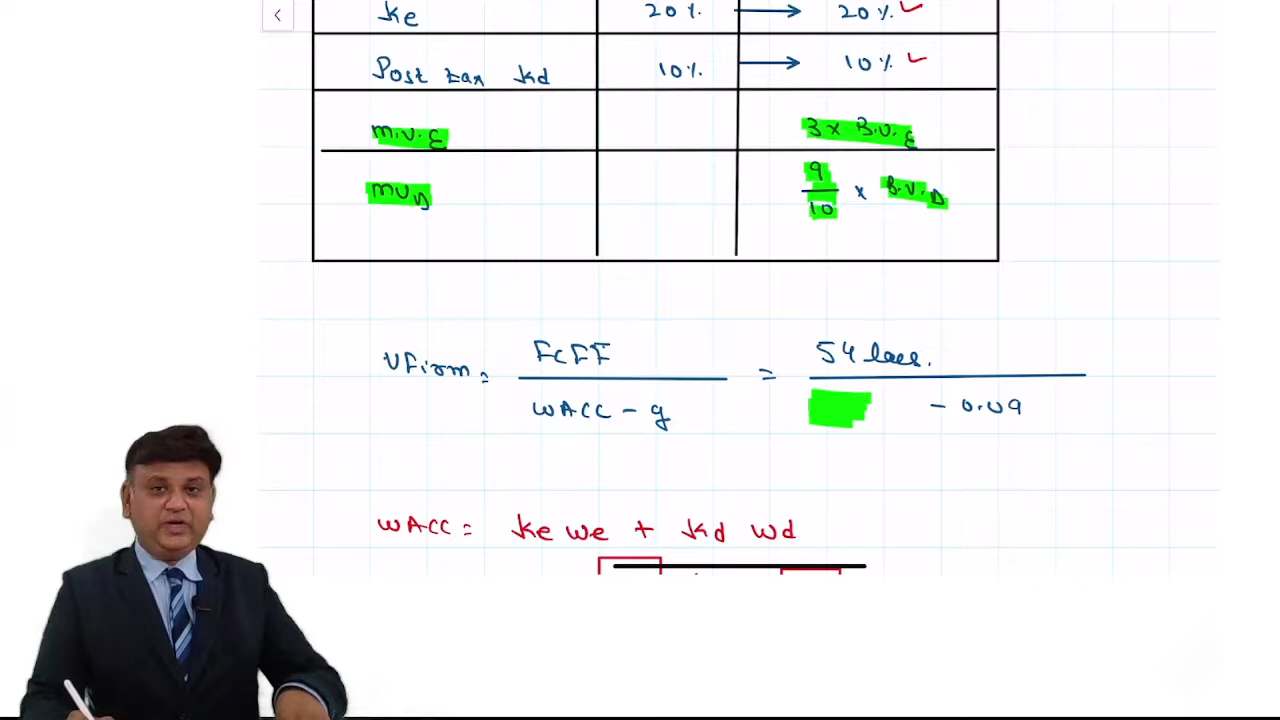 ke 20% → 20% ✓
Post tax kd 10% → 10% ✓
M.V.E 3 x B.V.E
MVD 9/10 x B.V.D
VFirm = FCFF / WACC - g = 54 lacs. / - 0.09
WACC = ke we + kd wd